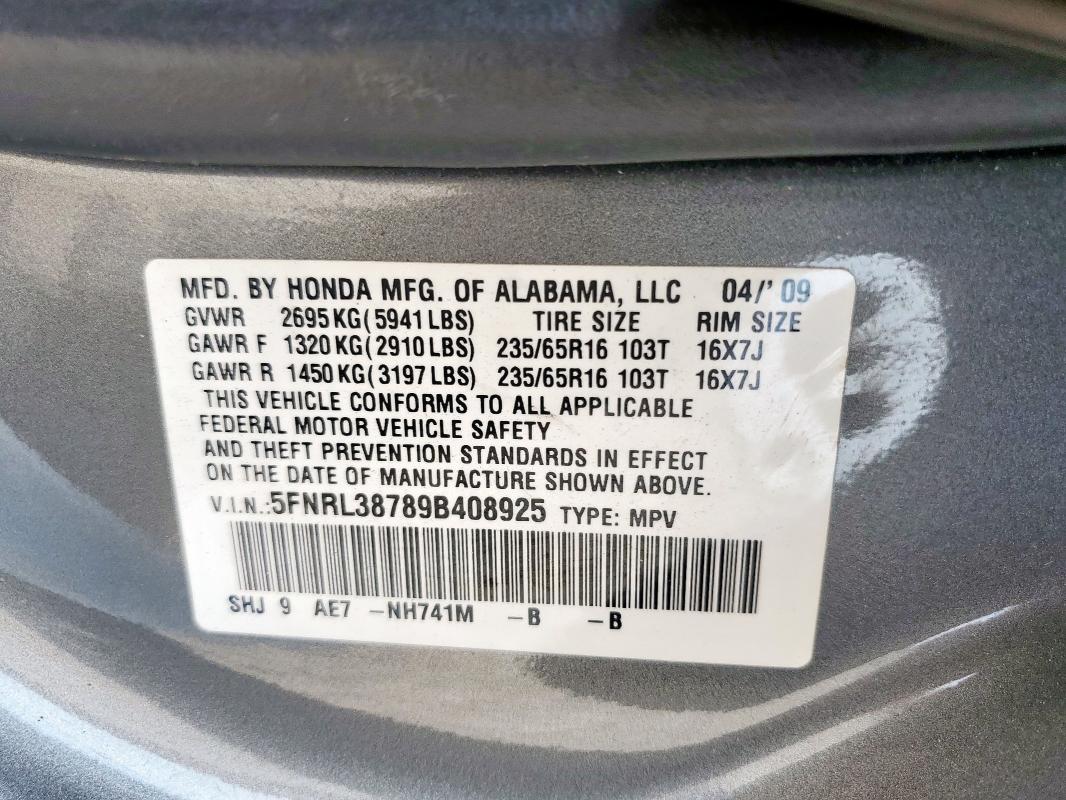 MFD. BY HONDA MFG. OF ALABAMA, LLC 04/' 09
GVWR 2695 KG(5941 LBS) TIRE SIZE RIM SIZE
GAWR F 1320 KG(2910 LBS) 235/65R16 103T 16X7J
GAWR R 1450 KG(3197 LBS) 235/65R16 103T 16X7J
THIS VEHICLE CONFORMS TO ALL APPLICABLE
FEDERAL MOTOR VEHICLE SAFETY
AND THEFT PREVENTION STANDARDS IN EFFECT
ON THE DATE OF MANUFACTURE SHOWN ABOVE.
V.I.N.:5FNRL38789B408925 TYPE: MPV
SHJ 9 AE7 -NH741M -B -B